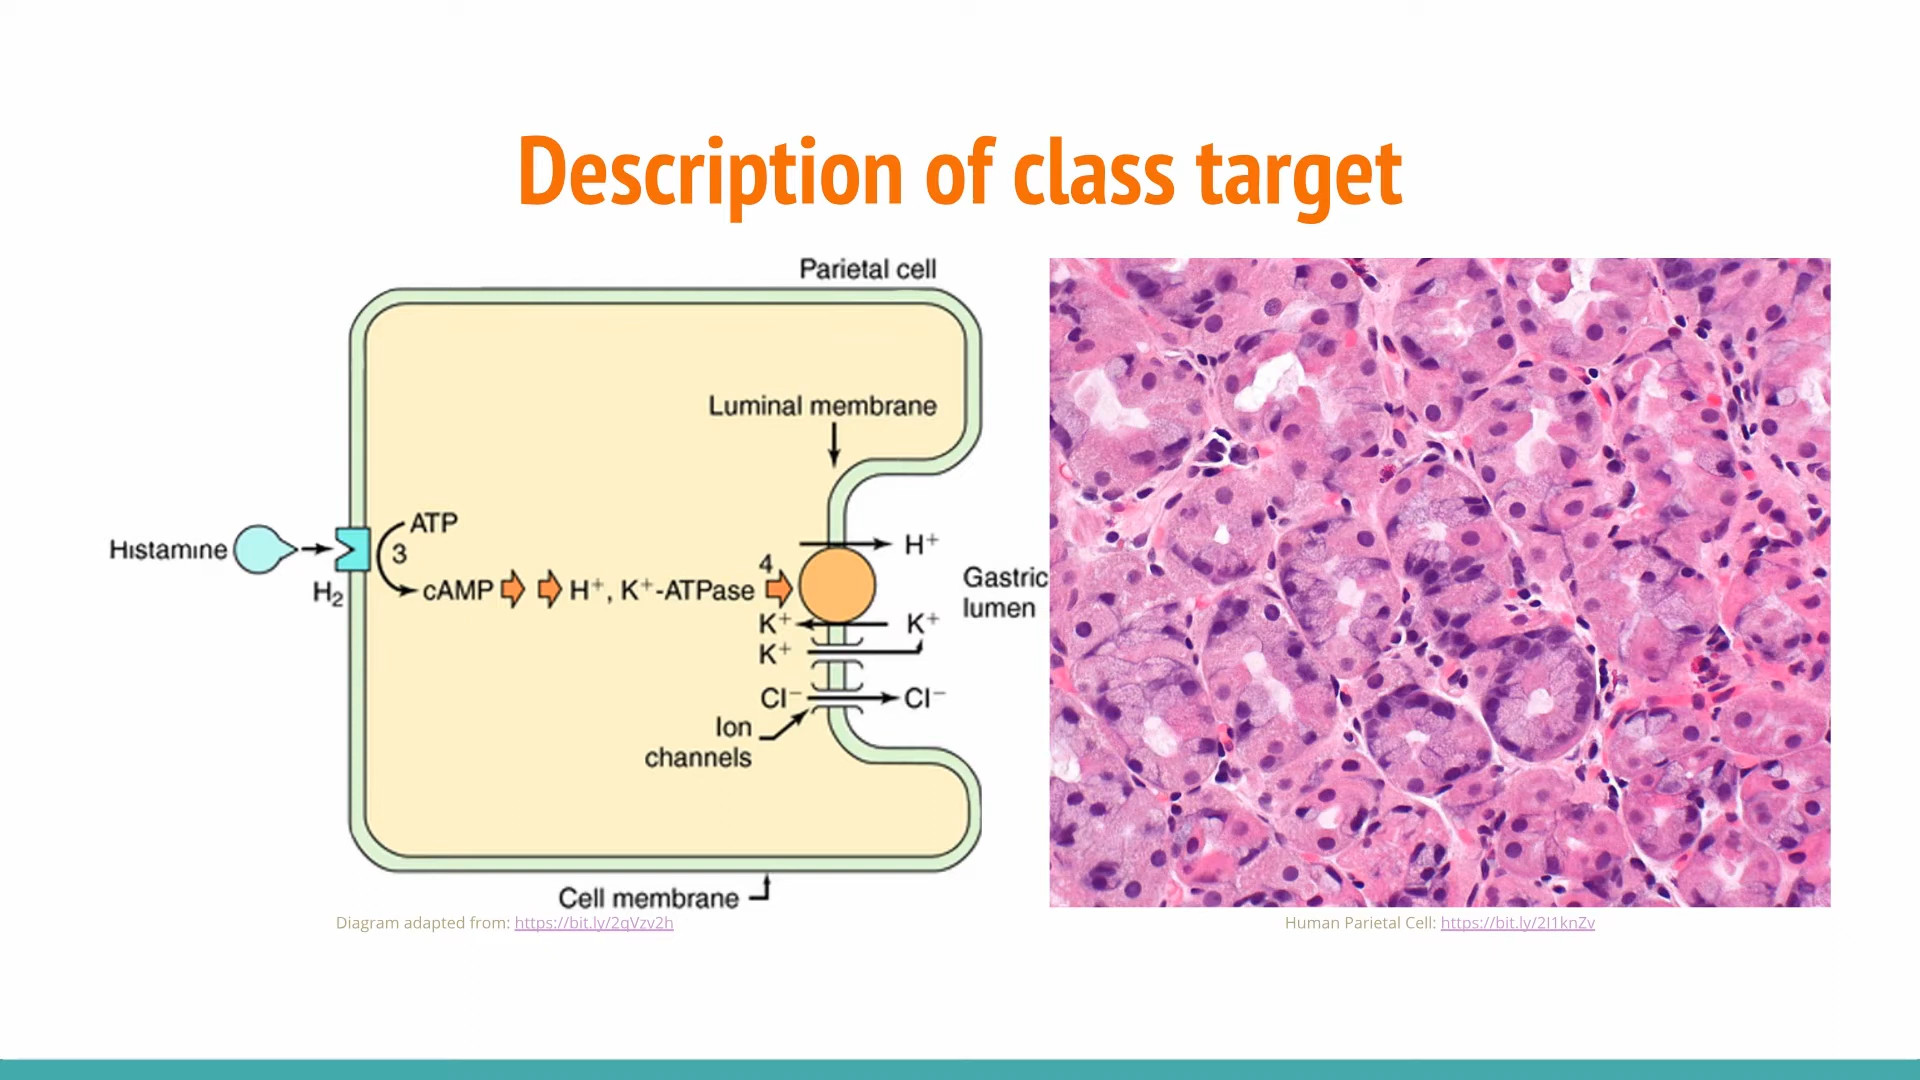 Description of class target
Parietal cell
Luminal membrane
Histamine
H₂
ATP
3
cAMP
H⁺, K⁺-ATPase
4
H⁺
K⁺
K⁺
K⁺
Cl⁻
Cl⁻
Ion
channels
Gastric
lumen
Cell membrane
Diagram adapted from: https://bit.ly/2qVzv2h
Human Parietal Cell: https://bit.ly/2I1knZv